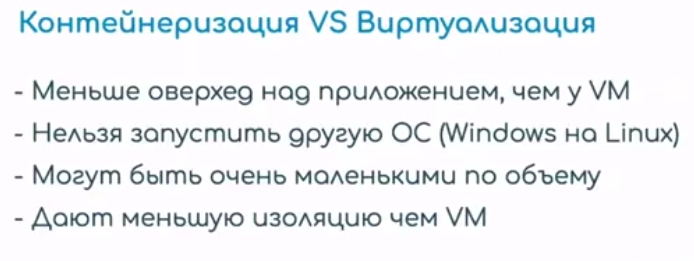 Контейнеризация VS Виртуализация
- Меньше оверхед над приложением, чем у VM
- Нельзя запустить другую ОС (Windows на Linux)
- Могут быть очень маленькими по объему
- Дают меньшую изоляцию чем VM